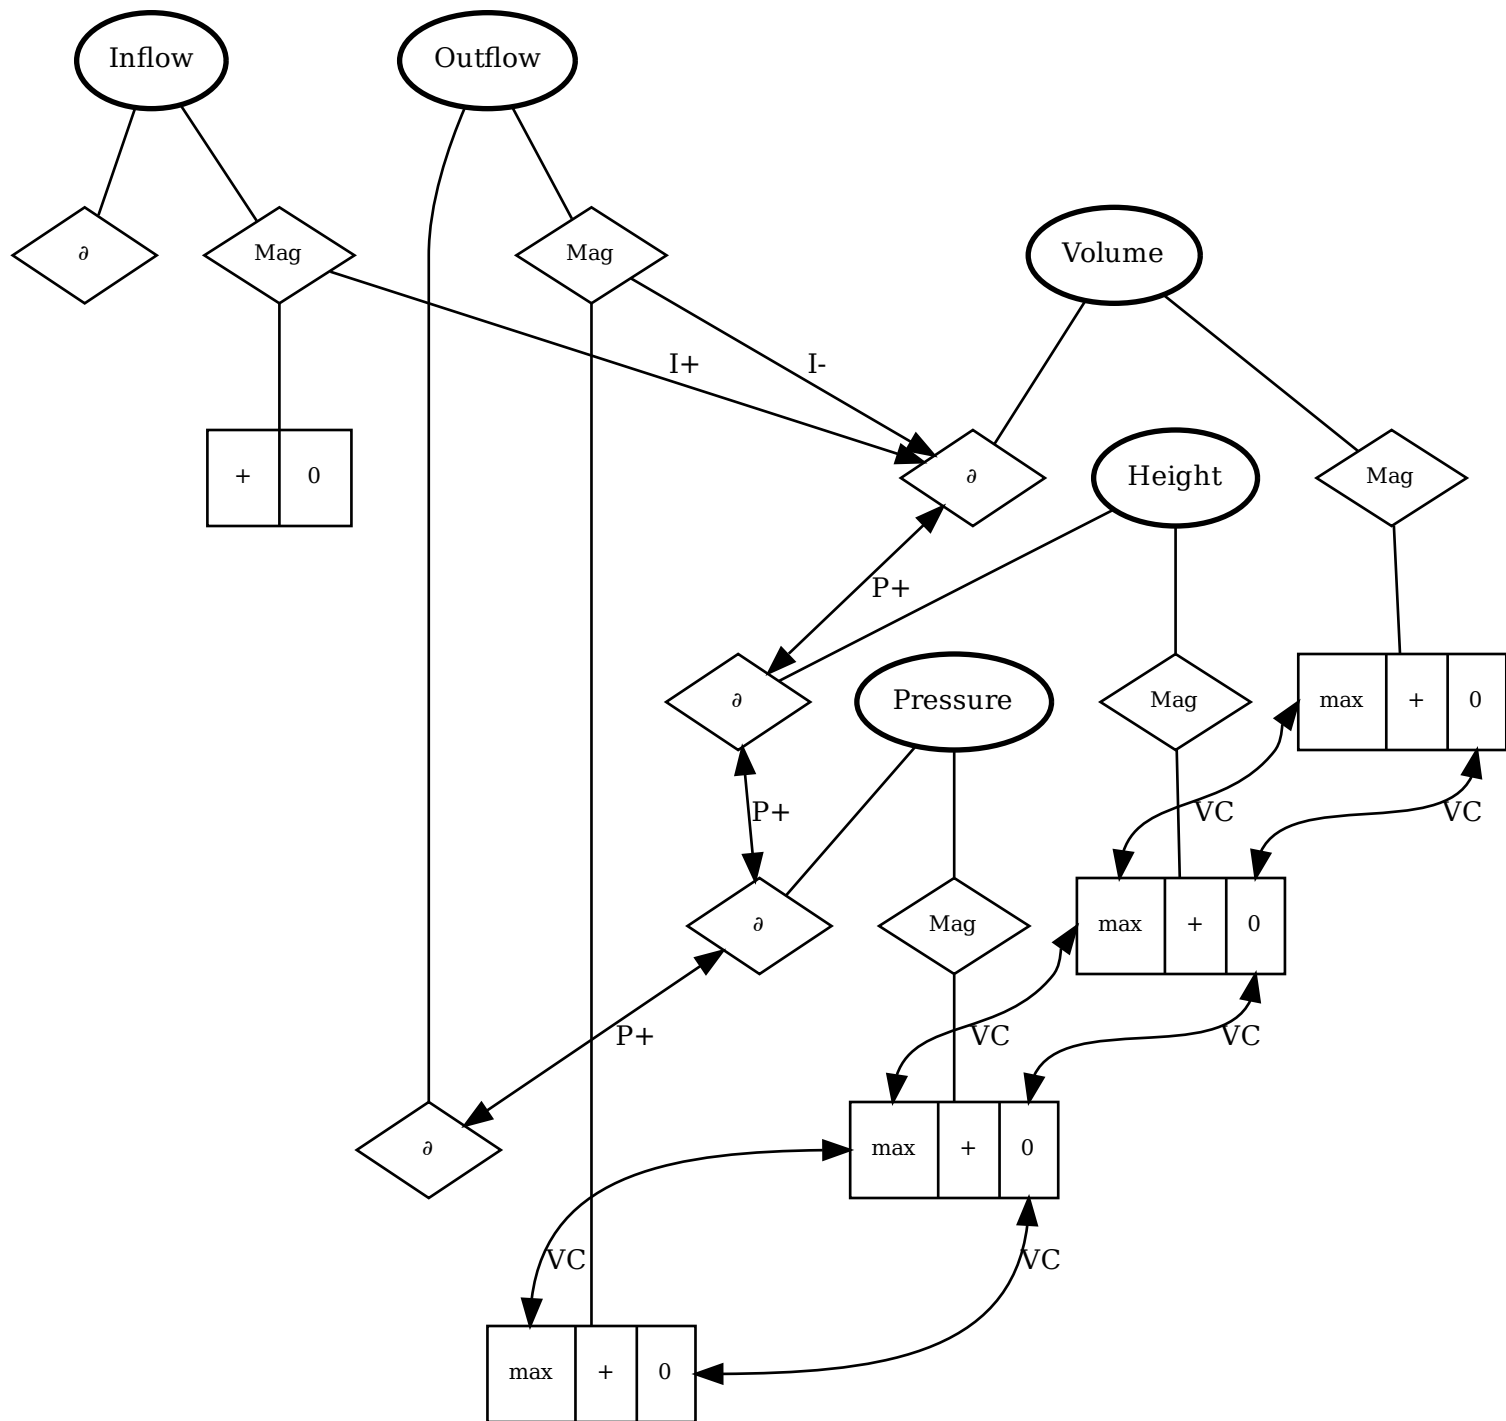 Inflow
Outflow
∂
Mag
Mag
Volume
I+
I-
+ 0
∂
Height
Mag
P+
∂
Pressure
Mag
max + 0
P+
VC
VC
∂
Mag
max + 0
P+
VC
VC
∂
max + 0
VC
VC
max + 0